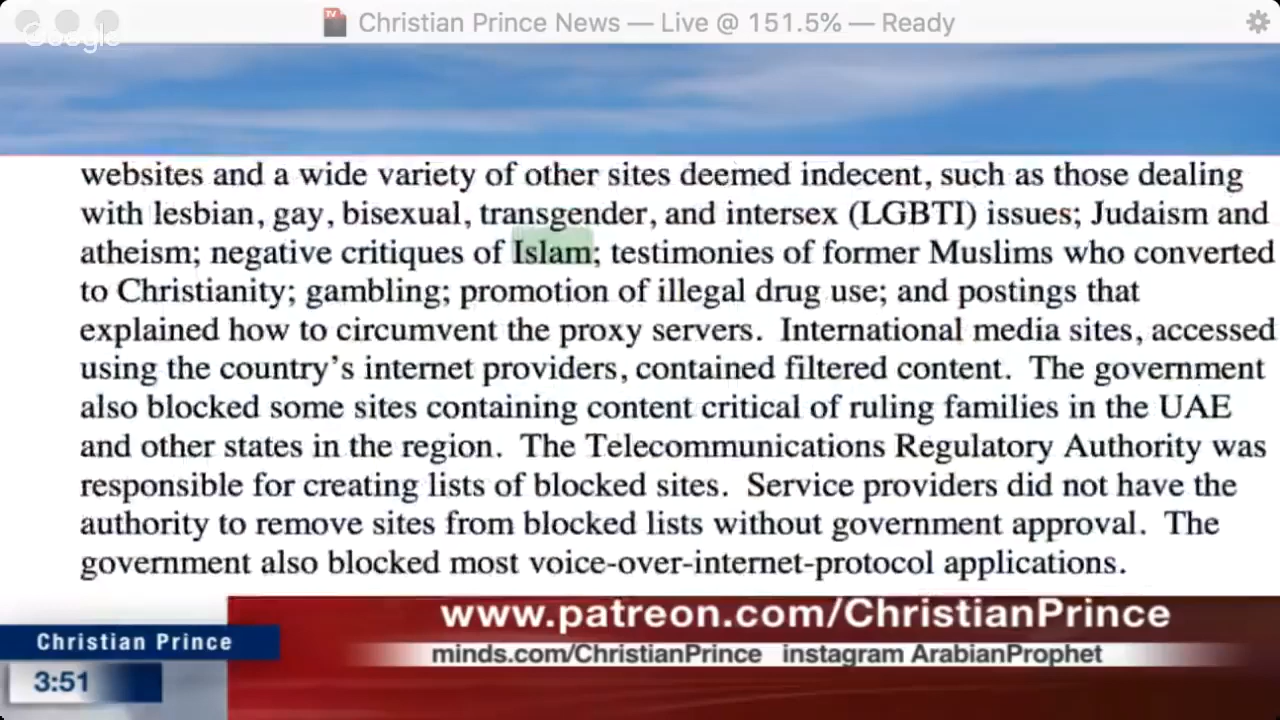 Christian Prince News — Live @ 151.5% — Ready
Google
websites and a wide variety of other sites deemed indecent, such as those dealing
with lesbian, gay, bisexual, transgender, and intersex (LGBTI) issues; Judaism and
atheism; negative critiques of Islam; testimonies of former Muslims who converted
to Christianity; gambling; promotion of illegal drug use; and postings that
explained how to circumvent the proxy servers. International media sites, accessed
using the country's internet providers, contained filtered content. The government
also blocked some sites containing content critical of ruling families in the UAE
and other states in the region. The Telecommunications Regulatory Authority was
responsible for creating lists of blocked sites. Service providers did not have the
authority to remove sites from blocked lists without government approval. The
government also blocked most voice-over-internet-protocol applications.
www.patreon.com/ChristianPrince
Christian Prince
minds.com/ChristianPrince instagram ArabianProphet
3:51